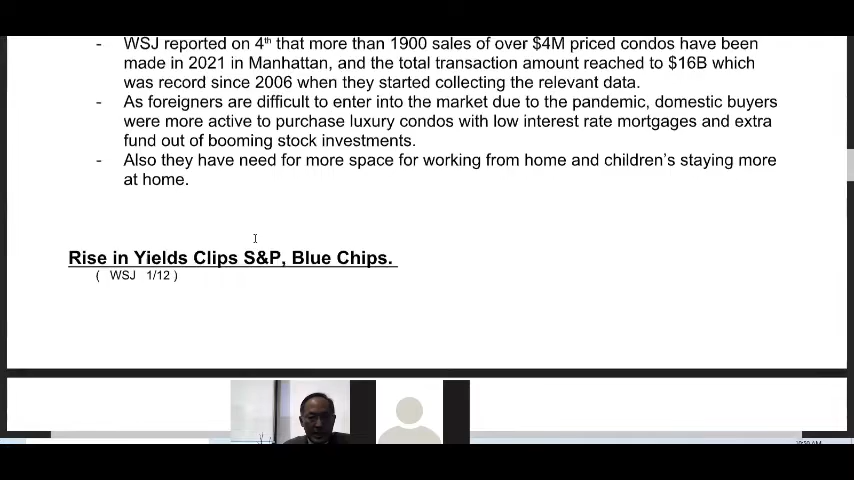 - WSJ reported on 4th that more than 1900 sales of over $4M priced condos have been
made in 2021 in Manhattan, and the total transaction amount reached to $16B which
was record since 2006 when they started collecting the relevant data.
- As foreigners are difficult to enter into the market due to the pandemic, domestic buyers
were more active to purchase luxury condos with low interest rate mortgages and extra
fund out of booming stock investments.
- Also they have need for more space for working from home and children's staying more
at home.
Rise in Yields Clips S&P, Blue Chips.
( WSJ 1/12 )